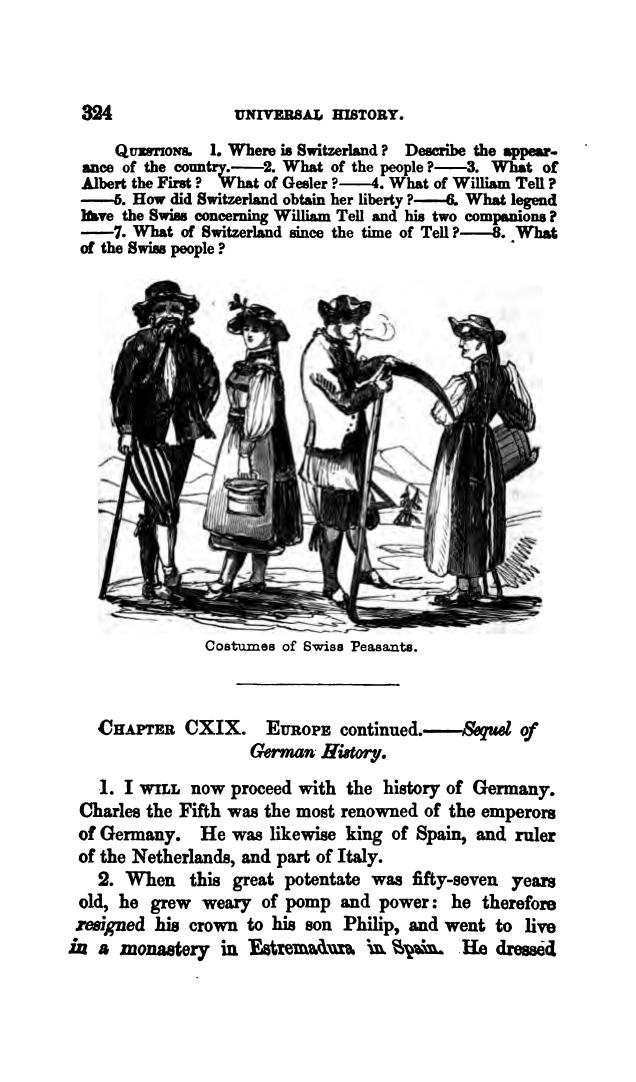 324 UNIVERSAL HISTORY.
QUESTIONS. 1. Where is Switzerland? Describe the appear-
ance of the country.——2. What of the people?——3. What of
Albert the First? What of Gesler?——4. What of William Tell?
——5. How did Switzerland obtain her liberty?——6. What legend
have the Swiss concerning William Tell and his two companions?
——7. What of Switzerland since the time of Tell?——8. What
of the Swiss people?
Costumes of Swiss Peasants.
CHAPTER CXIX. EUROPE continued.——Sequel of
German History.
1. I WILL now proceed with the history of Germany.
Charles the Fifth was the most renowned of the emperors
of Germany. He was likewise king of Spain, and ruler
of the Netherlands, and part of Italy.
2. When this great potentate was fifty-seven years
old, he grew weary of pomp and power: he therefore
resigned his crown to his son Philip, and went to live
in a monastery in Estremadura in Spain. He dressed